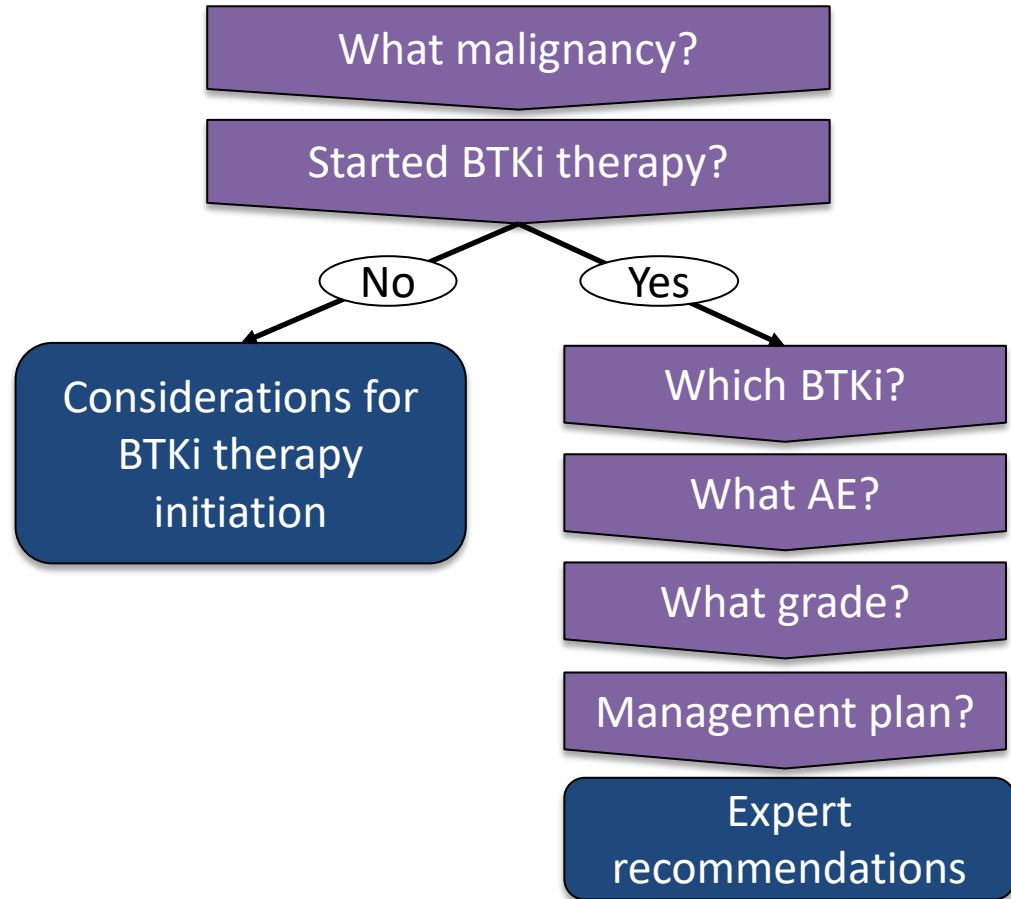 What malignancy?
Started BTKi therapy?
No
Yes
Considerations for
BTKi therapy
initiation
Which BTKi?
What AE?
What grade?
Management plan?
Expert
recommendations